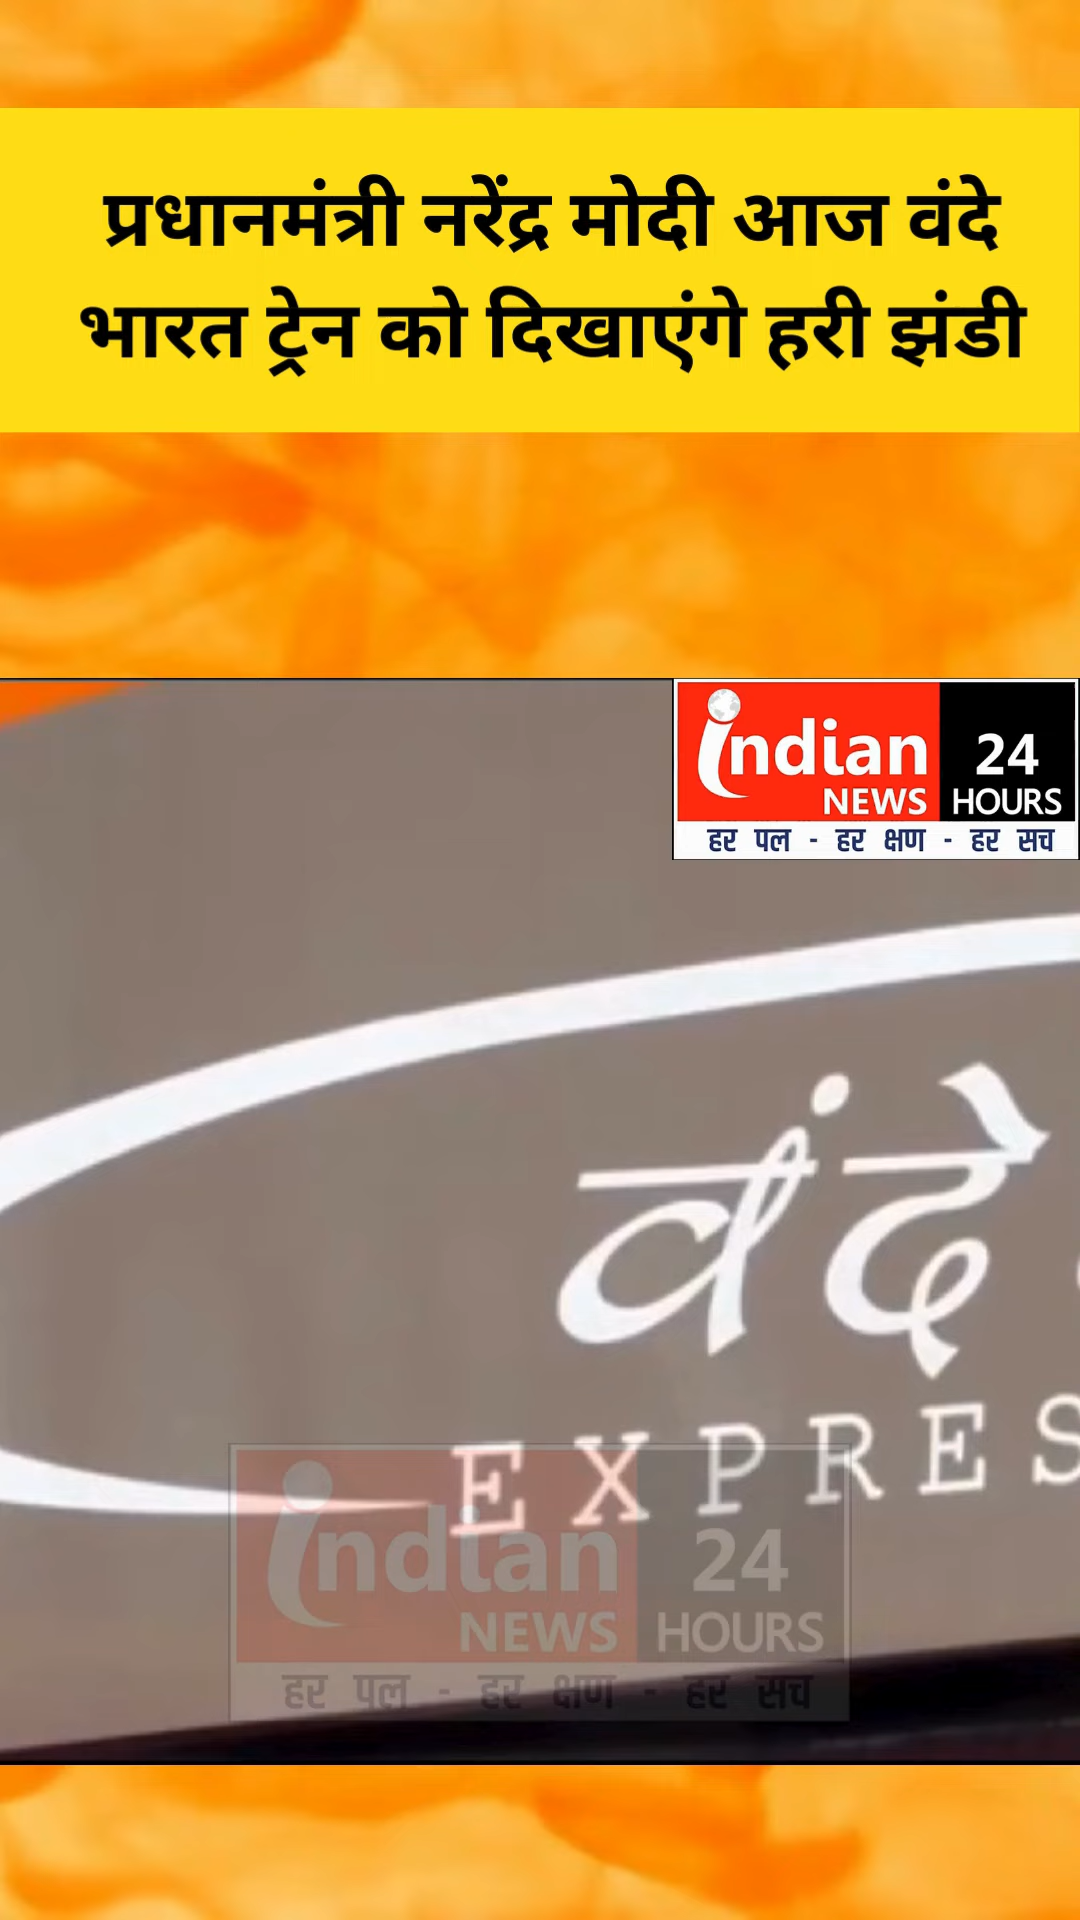 प्रधानमंत्री नरेंद्र मोदी आज वंदे
भारत ट्रेन को दिखाएंगे हरी झंडी
indian 24
NEWS HOURS
हर पल - हर क्षण - हर सच
वंदे
EXPRES
indian 24
NEWS HOURS
हर पल - हर क्षण - हर सच